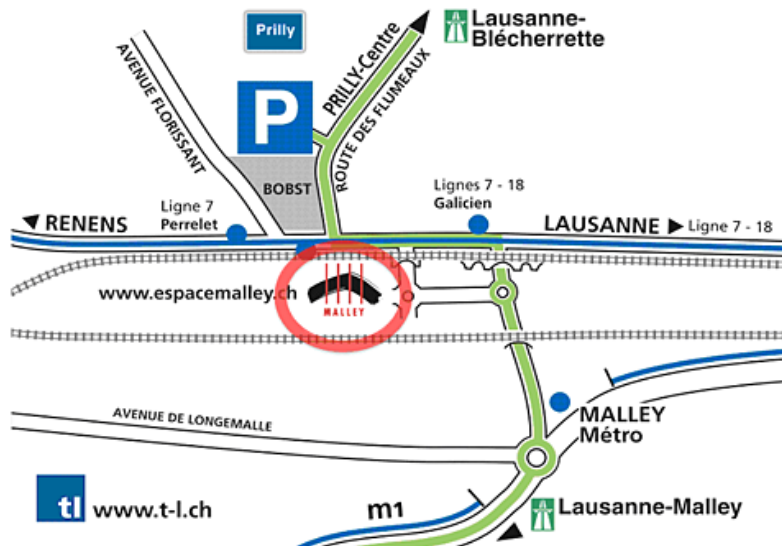 Prilly
Lausanne-
Blécherrette
AVENUE FLORISSANT
PRILLY-Centre
ROUTE DES FLUMEAUX
P
BOBST
Ligne 7
Perrelet
Lignes 7 - 18
Galicien
RENENS
LAUSANNE
Ligne 7 - 18
www.espacemalley.ch
MALLEY
AVENUE DE LONGEMALLE
MALLEY
Métro
tl
www.t-l.ch
m1
Lausanne-Malley